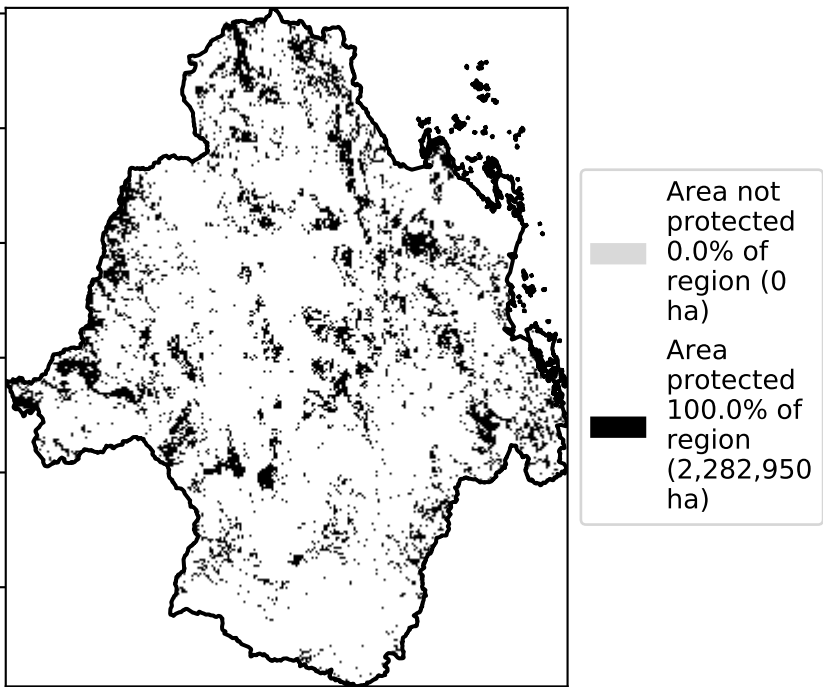 Area not
protected
0.0% of
region (0
ha)
Area
protected
100.0% of
region
(2,282,950
ha)